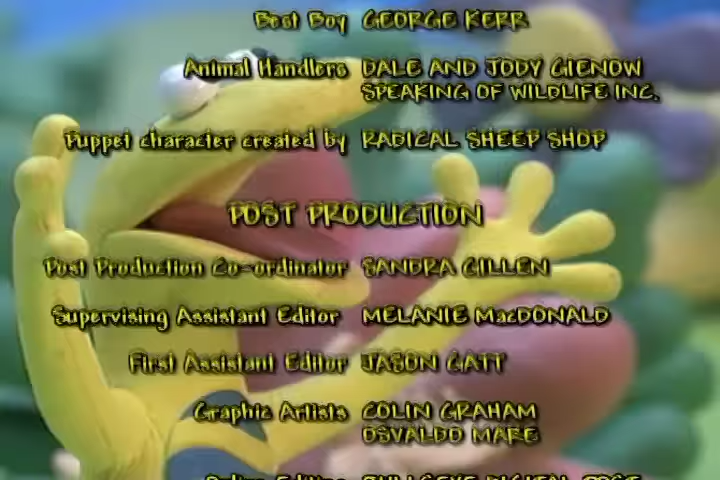 Best Boy GEORGE KERR
Animal Handlers DALE AND JODY GIENOW
SPEAKING OF WILDLIFE INC.
Puppet character created by RADICAL SHEEP SHOP
POST PRODUCTION
Post Production Co-ordinator SANDRA GILLEN
Supervising Assistant Editor MELANIE MacDONALD
First Assistant Editor JASON GATT
Graphic Artists COLIN GRAHAM
OSVALDO MARE